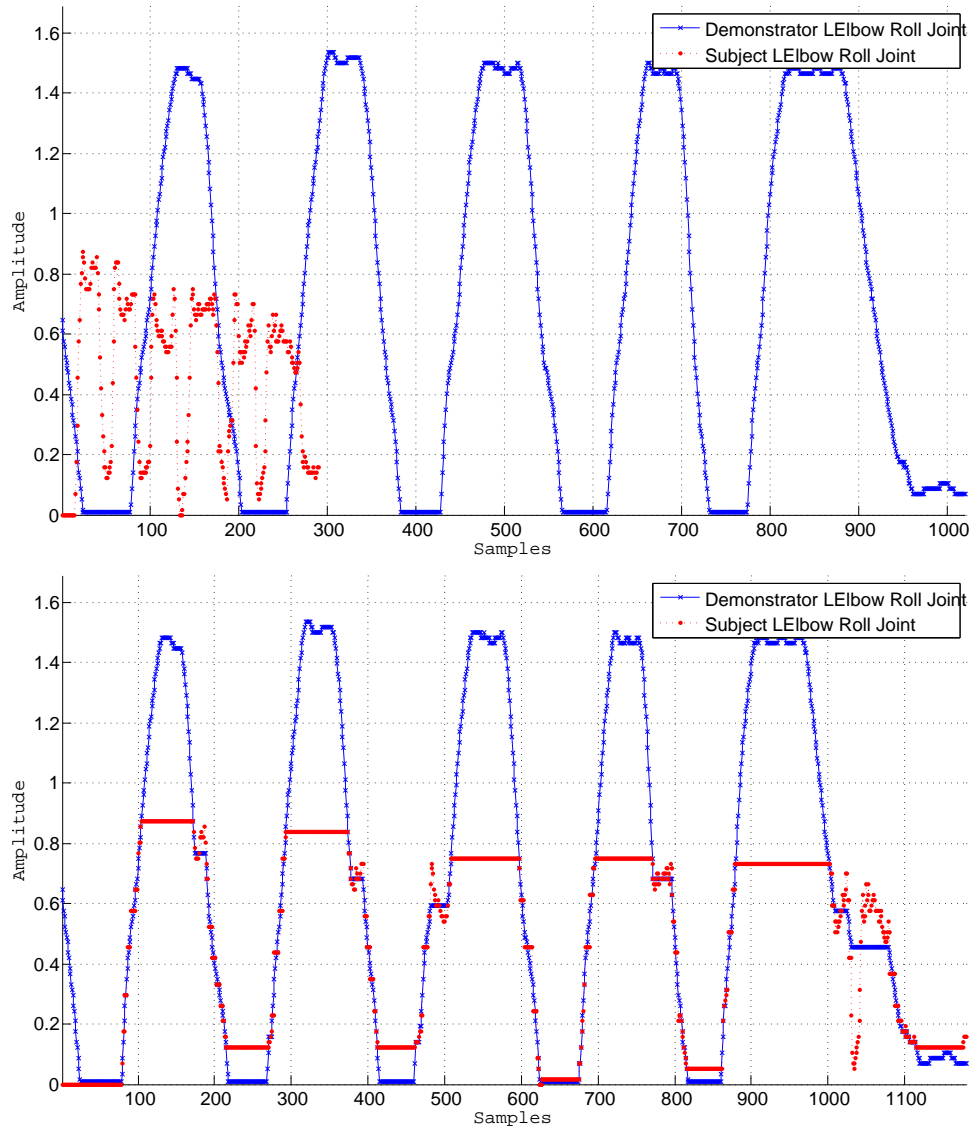 Demonstrator LElbow Roll Joint
Subject LElbow Roll Joint
1.6
1.4
1.2
1
0.8
0.6
0.4
0.2
0
Amplitude
100 200 300 400 500 600 700 800 900 1000
Samples
Demonstrator LElbow Roll Joint
Subject LElbow Roll Joint
1.6
1.4
1.2
1
0.8
0.6
0.4
0.2
0
Amplitude
100 200 300 400 500 600 700 800 900 1000 1100
Samples